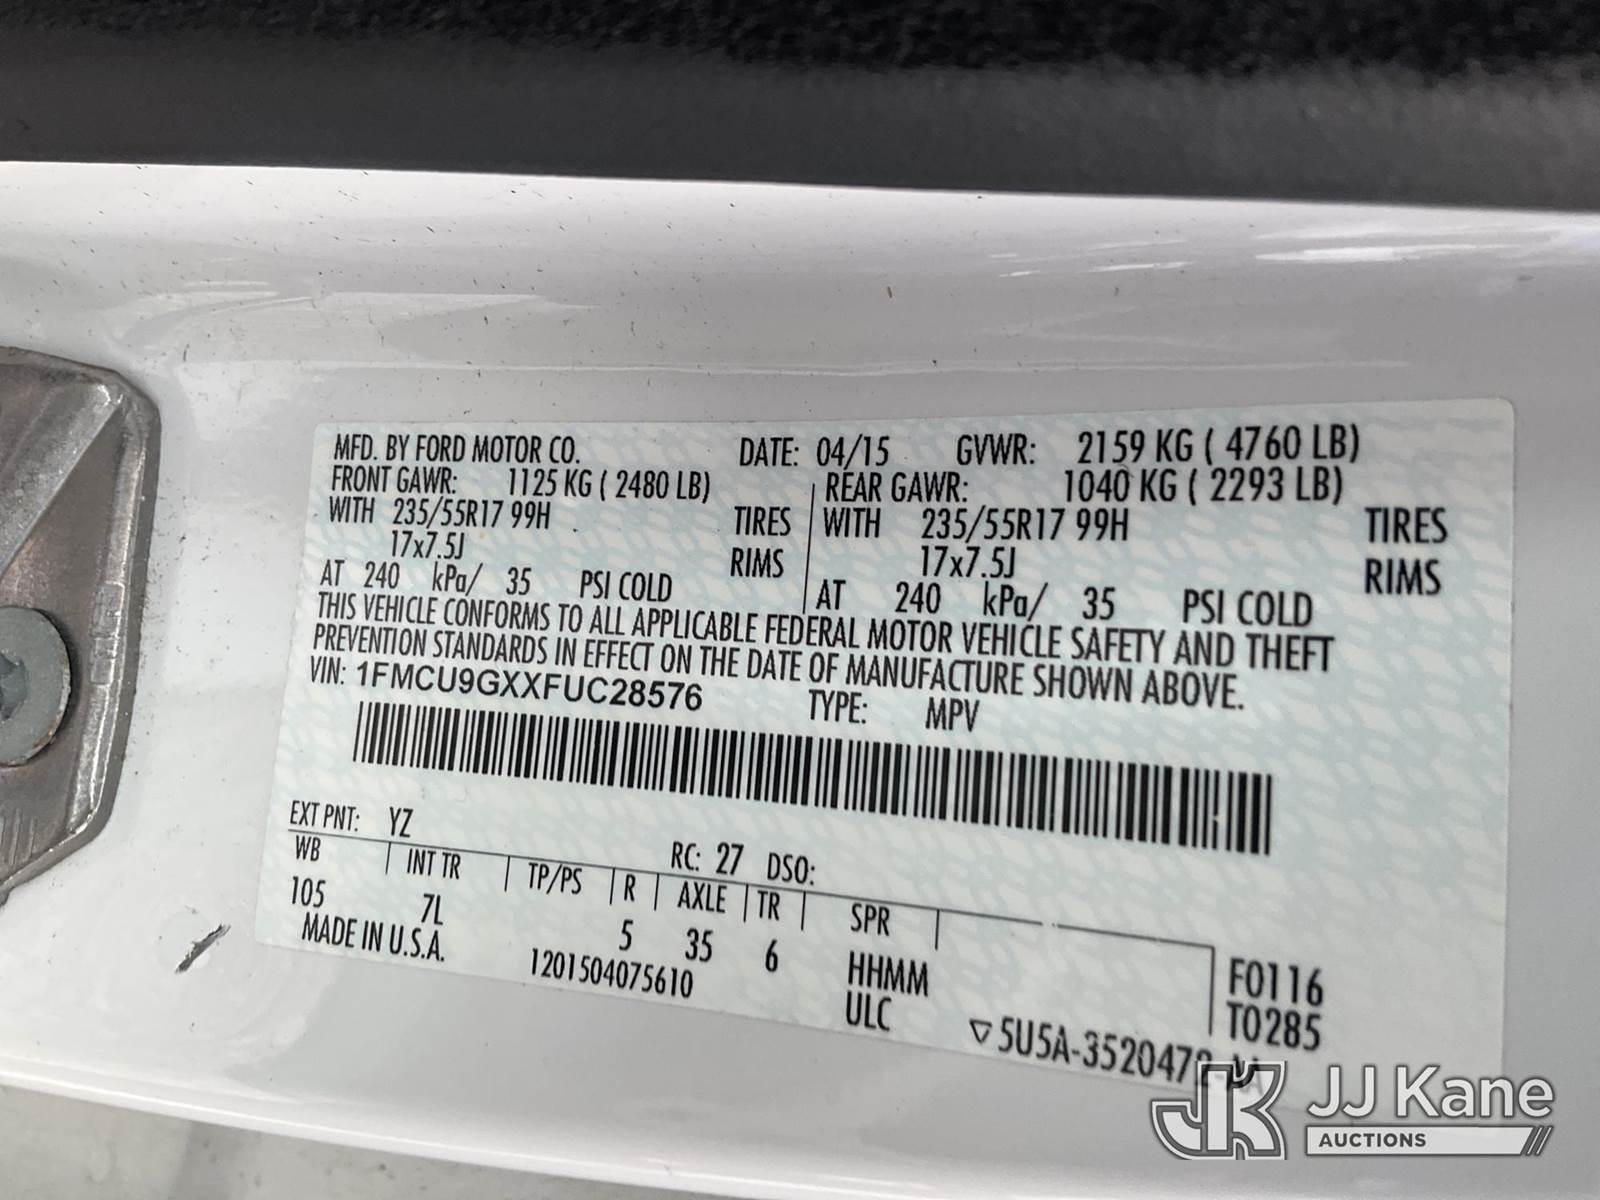 MFD. BY FORD MOTOR CO. DATE: 04/15 GVWR: 2159 KG ( 4760 LB)
FRONT GAWR: 1125 KG ( 2480 LB) REAR GAWR: 1040 KG ( 2293 LB)
WITH 235/55R17 99H TIRES WITH 235/55R17 99H TIRES
17x7.5J RIMS 17x7.5J RIMS
AT 240 kPa/ 35 PSI COLD AT 240 kPa/ 35 PSI COLD
THIS VEHICLE CONFORMS TO ALL APPLICABLE FEDERAL MOTOR VEHICLE SAFETY AND THEFT
PREVENTION STANDARDS IN EFFECT ON THE DATE OF MANUFACTURE SHOWN ABOVE.
VIN: 1FMCU9GXXFUC28576 TYPE: MPV
EXT PNT: YZ RC: 27 DSO:
WB INT TR TP/PS R AXLE TR SPR
105 7L 5 35 6 HHMM F0116
MADE IN U.S.A. 1201504075610 ULC T0285
▽5U5A-3520472
JJ Kane
AUCTIONS